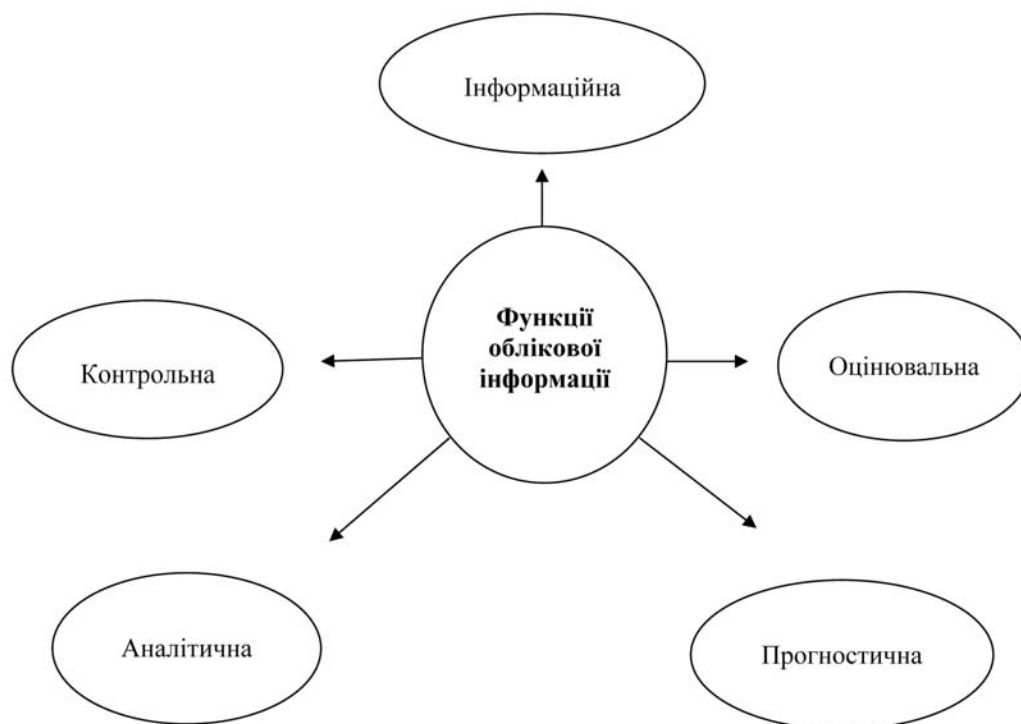 Інформаційна
Функції
облікової
інформації
Контрольна
Оцінювальна
Аналітична
Прогностична